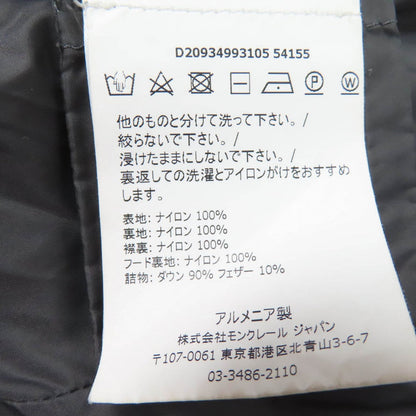 D20934993105 54155
他のものと分けて洗って下さい。/
絞らないで下さい。/
浸けたままにしないで下さい。/
裏返しての洗濯とアイロンがけをおすすめ
します。
表地: ナイロン 100%
裏地: ナイロン 100%
襟裏: ナイロン 100%
フード裏地: ナイロン 100%
詰物: ダウン 90% フェザー 10%
アルメニア製
株式会社モンクレール ジャパン
〒107-0061 東京都港区北青山3-6-7
03-3486-2110